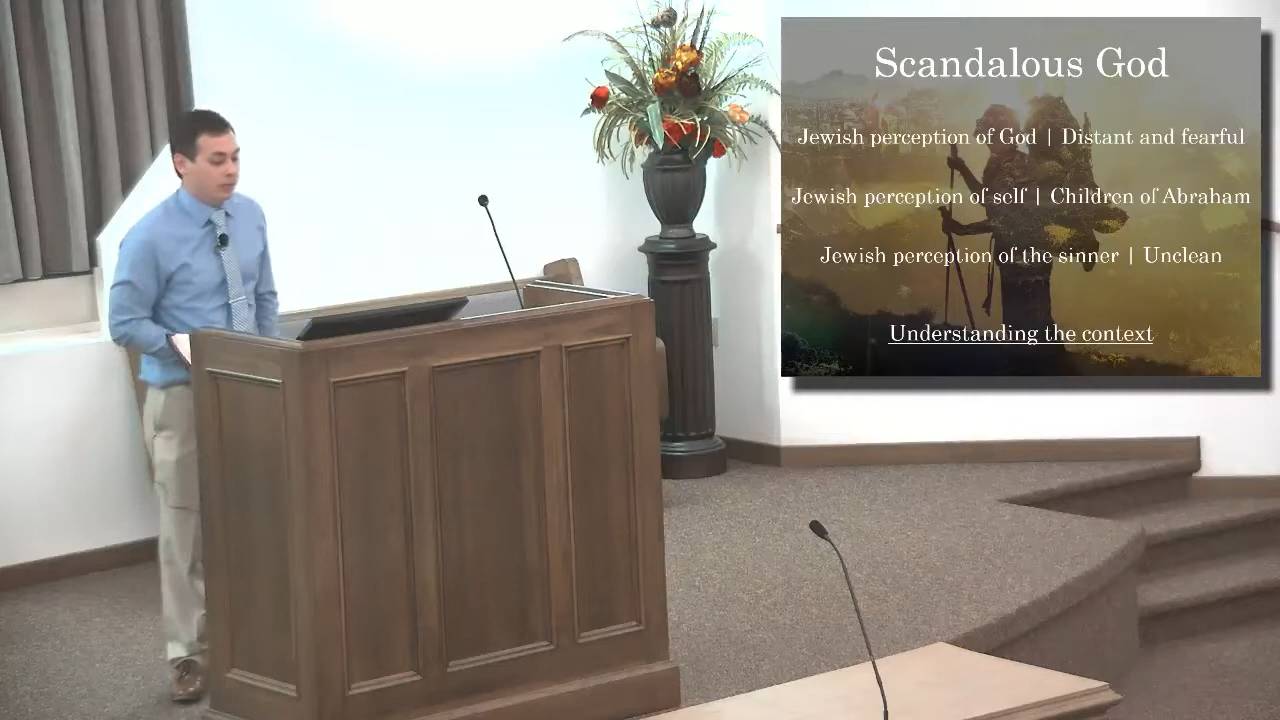 Scandalous God
Jewish perception of God | Distant and fearful
Jewish perception of self | Children of Abraham
Jewish perception of the sinner | Unclean
Understanding the context